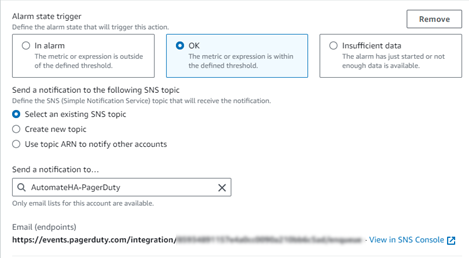 Alarm state trigger
Remove
Define the alarm state that will trigger this action.
In alarm
The metric or expression is outside
of the defined threshold.
OK
The metric or expression is within
the defined threshold.
Insufficient data
The alarm has just started or not
enough data is available.
Send a notification to the following SNS topic
Define the SNS (Simple Notification Service) topic that will receive the notification.
Select an existing SNS topic
Create new topic
Use topic ARN to notify other accounts
Send a notification to…
AutomateHA-PagerDuty
Only email lists for this account are available.
Email (endpoints)
https://events.pagerduty.com/integration/ - View in SNS Console